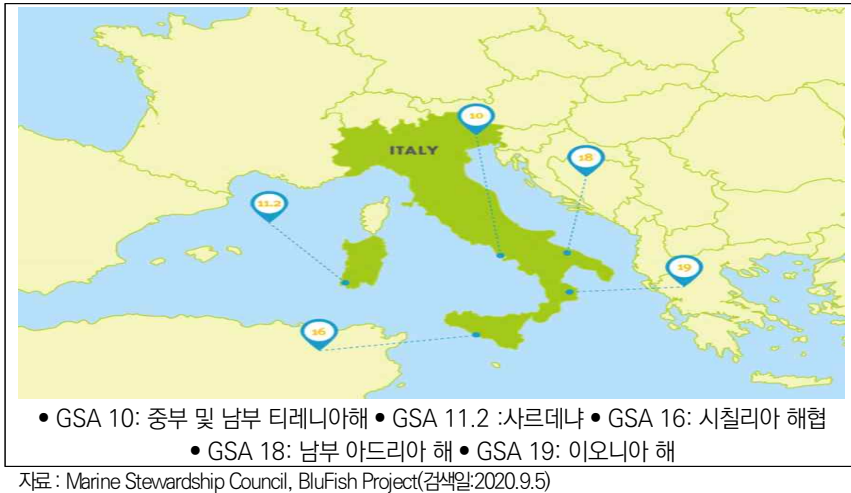 10
ITALY
18
11.2
19
16
• GSA 10: 중부 및 남부 티레니아해 • GSA 11.2 :사르데냐 • GSA 16: 시칠리아 해협
• GSA 18: 남부 아드리아 해 • GSA 19: 이오니아 해
자료 : Marine Stewardship Council, BluFish Project(검색일:2020.9.5)